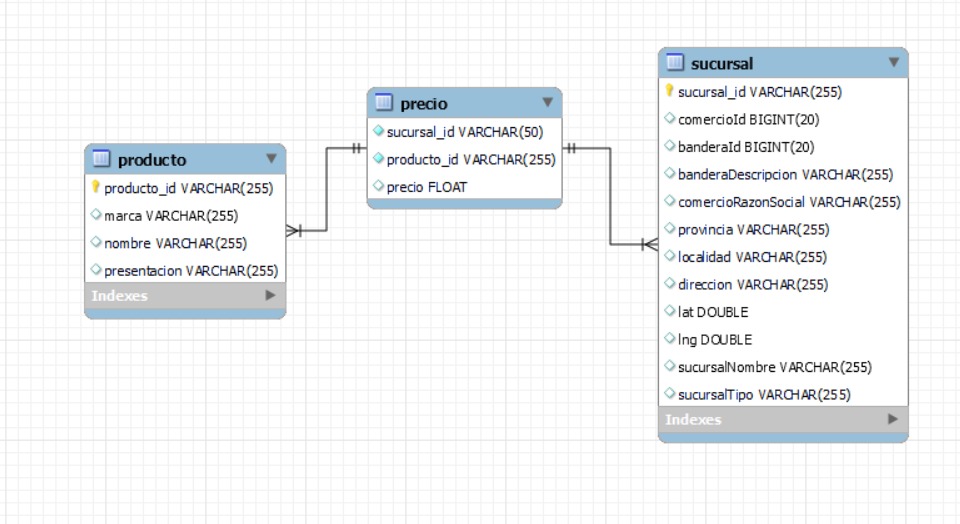 producto
producto_id VARCHAR(255)
marca VARCHAR(255)
nombre VARCHAR(255)
presentacion VARCHAR(255)
Indexes
precio
sucursal_id VARCHAR(50)
producto_id VARCHAR(255)
precio FLOAT
sucursal
sucursal_id VARCHAR(255)
comercioId BIGINT(20)
banderaId BIGINT(20)
banderaDescripcion VARCHAR(255)
comercioRazonSocial VARCHAR(255)
provincia VARCHAR(255)
localidad VARCHAR(255)
direccion VARCHAR(255)
lat DOUBLE
lng DOUBLE
sucursalNombre VARCHAR(255)
sucursalTipo VARCHAR(255)
Indexes